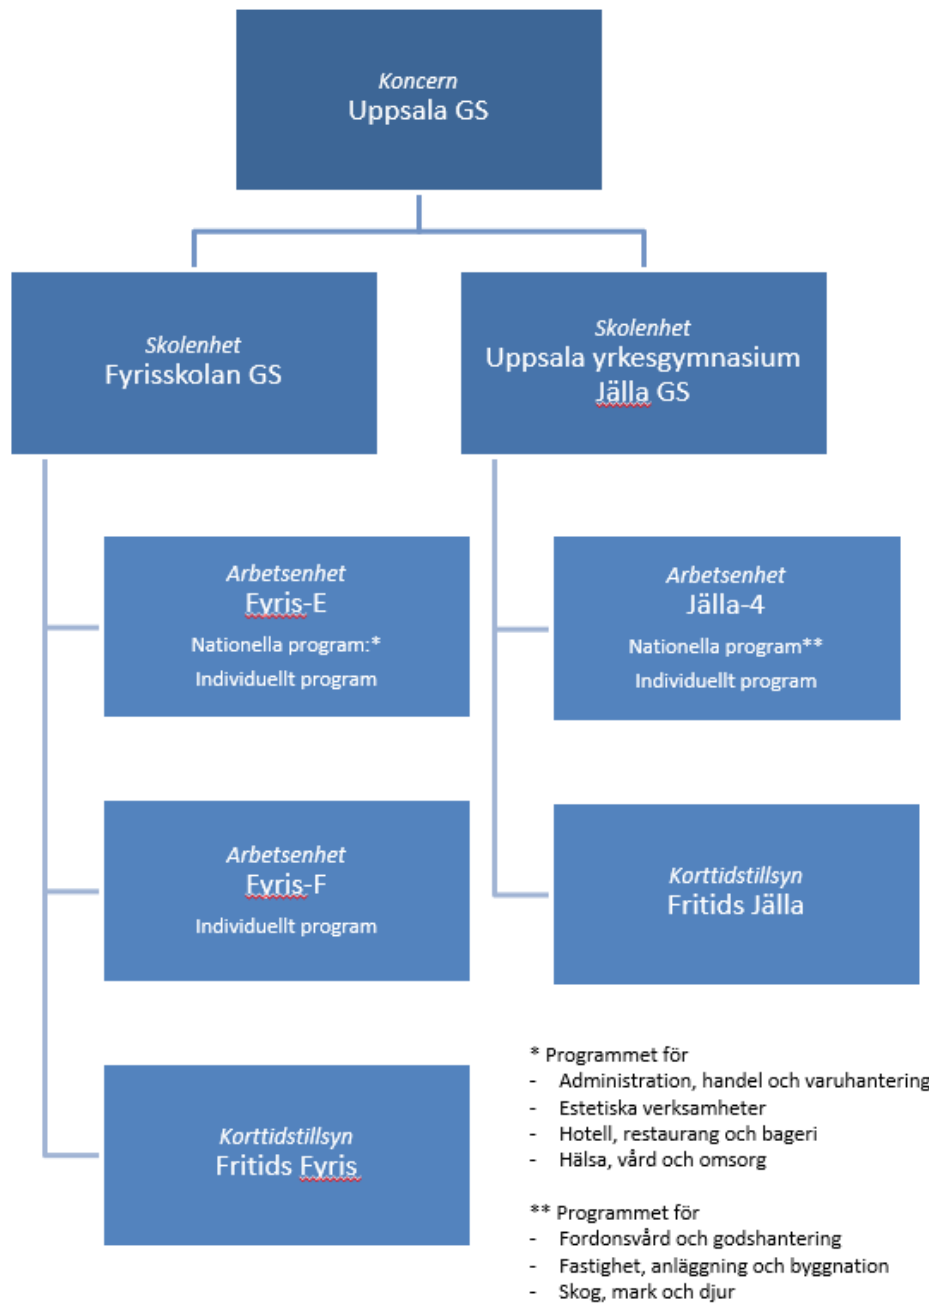 Koncern
Uppsala GS
Skolenhet
Fyrisskolan GS
Skolenhet
Uppsala yrkesgymnasium
Jälla GS
Arbetsenhet
Fyris-E
Nationella program:*
Individuellt program
Arbetsenhet
Jälla-4
Nationella program**
Individuellt program
Arbetsenhet
Fyris-F
Individuellt program
Korttidstillsyn
Fritids Jälla
Korttidstillsyn
Fritids Fyris
* Programmet för
- Administration, handel och varuhantering
- Estetiska verksamheter
- Hotell, restaurang och bageri
- Hälsa, vård och omsorg
** Programmet för
- Fordonsvård och godshantering
- Fastighet, anläggning och byggnation
- Skog, mark och djur